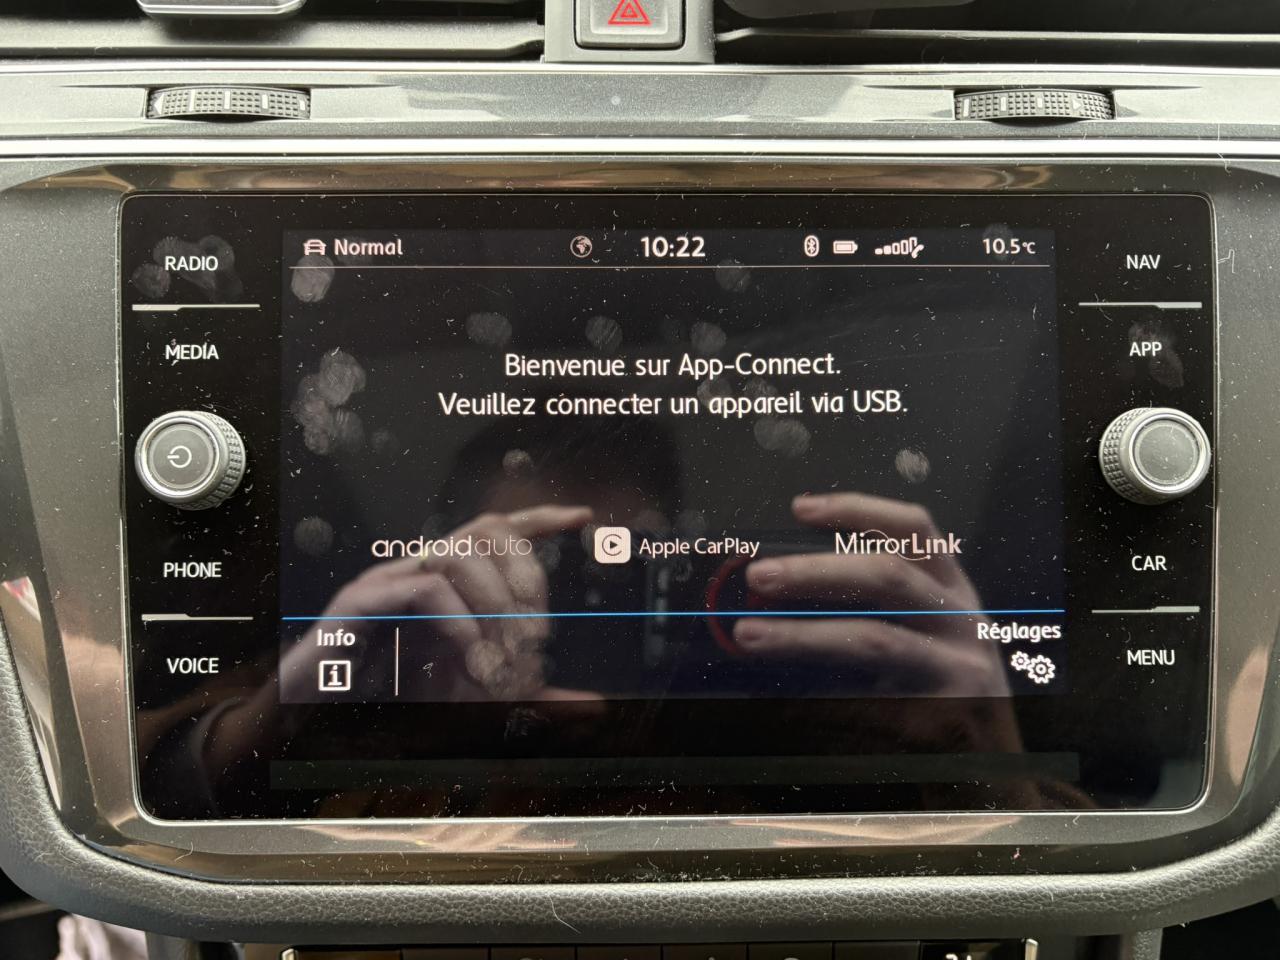 RADIO
MEDIA
PHONE
VOICE
Normal
10:22
10.5°C
Bienvenue sur App-Connect.
Veuillez connecter un appareil via USB.
androidauto
Apple CarPlay
MirrorLink
Info
i
Réglages
NAV
APP
CAR
MENU